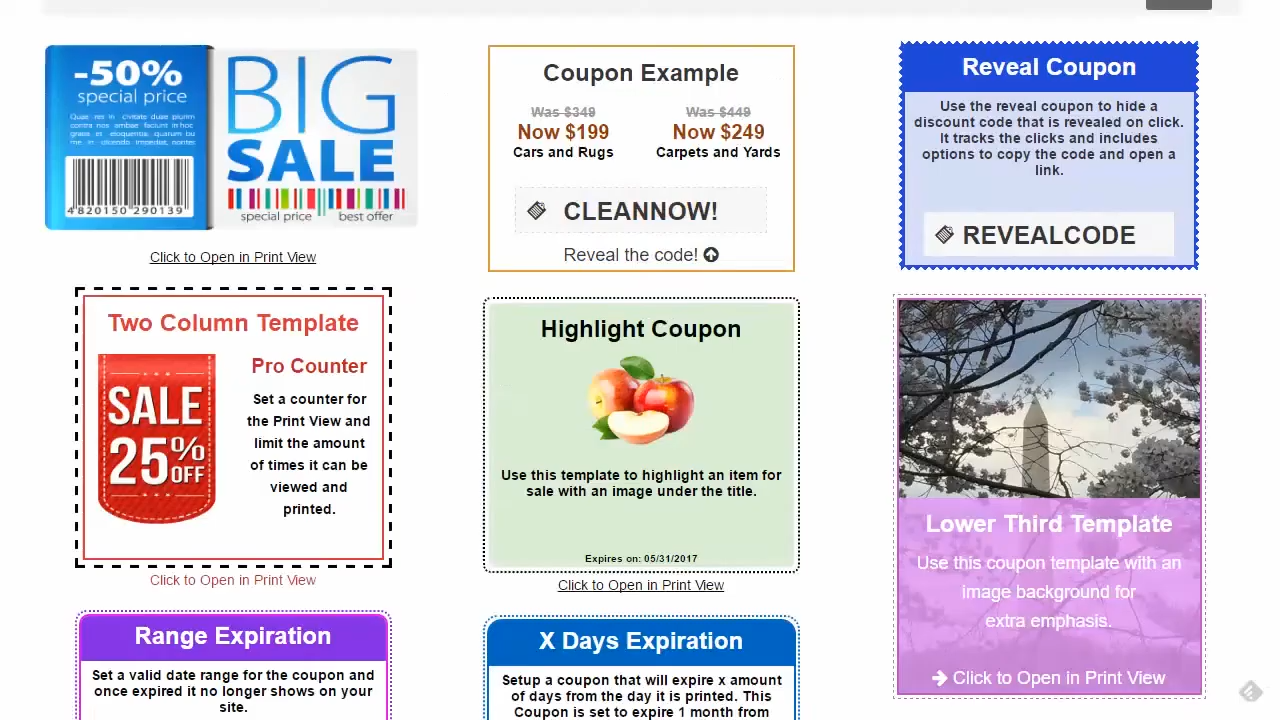 -50%
special price
4820150 290139
BIG
SALE
special price best offer
Click to Open in Print View
Coupon Example
Was $349 Was $449
Now $199 Now $249
Cars and Rugs Carpets and Yards
CLEANNOW!
Reveal the code!
Reveal Coupon
Use the reveal coupon to hide a
discount code that is revealed on click.
It tracks the clicks and includes
options to copy the code and open a
link.
REVEALCODE
Two Column Template
SALE
25% OFF
Pro Counter
Set a counter for
the Print View and
limit the amount
of times it can be
viewed and
printed.
Click to Open in Print View
Highlight Coupon
Use this template to highlight an item for
sale with an image under the title.
Expires on: 05/31/2017
Click to Open in Print View
Lower Third Template
Use this coupon template with an
image background for
extra emphasis.
Click to Open in Print View
Range Expiration
Set a valid date range for the coupon and
once expired it no longer shows on your
site.
X Days Expiration
Setup a coupon that will expire x amount
of days from the day it is printed. This
Coupon is set to expire 1 month from